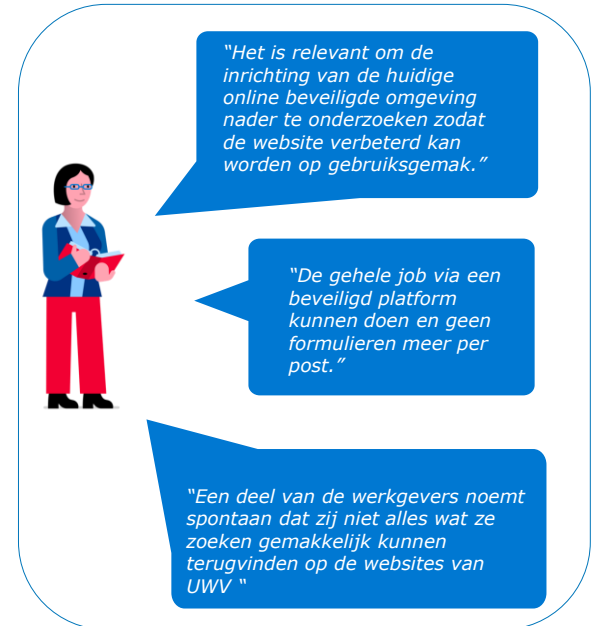 “Het is relevant om de
inrichting van de huidige
online beveiligde omgeving
nader te onderzoeken zodat
de website verbeterd kan
worden op gebruiksgemak.”
“De gehele job via een
beveiligd platform
kunnen doen en geen
formulieren meer per
post.”
“Een deel van de werkgevers noemt
spontaan dat zij niet alles wat ze
zoeken gemakkelijk kunnen
terugvinden op de websites van
UWV “